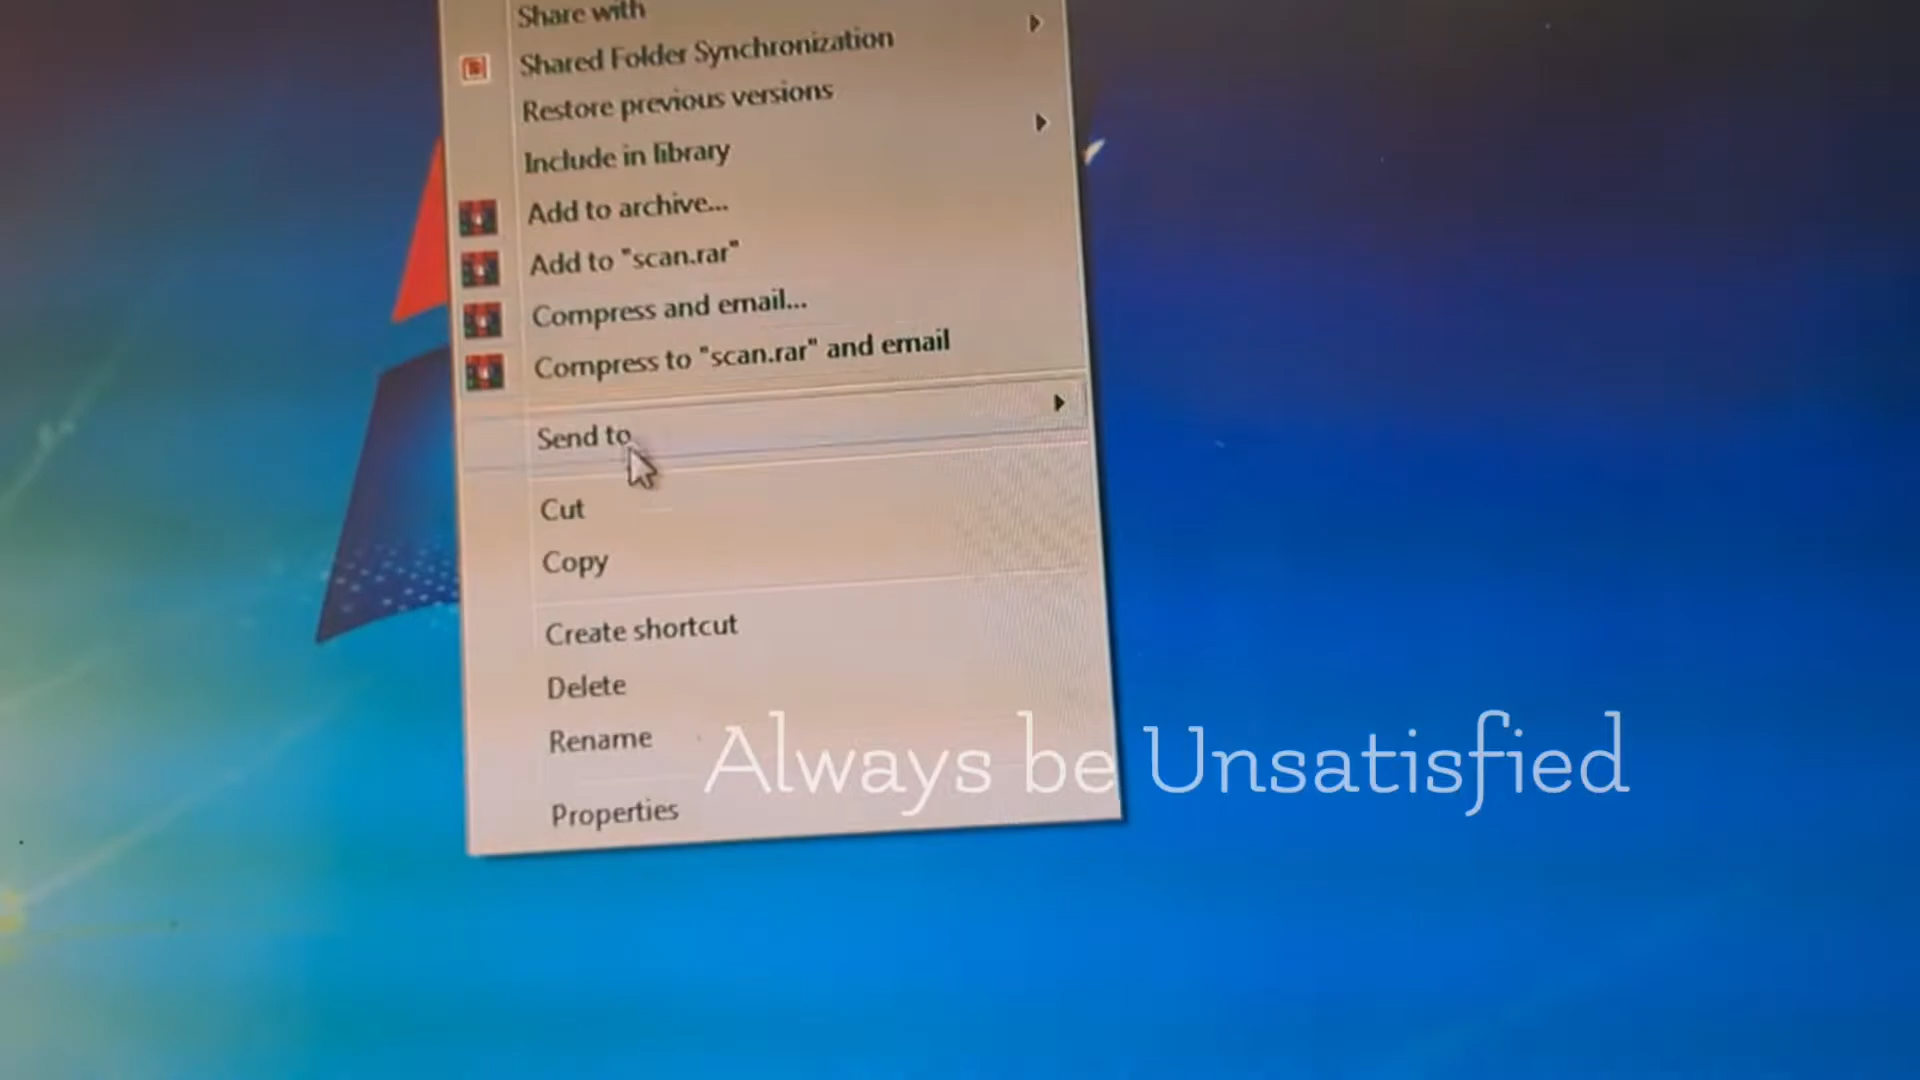 Share with
Shared Folder Synchronization
Restore previous versions
Include in library
Add to archive...
Add to "scan.rar"
Compress and email...
Compress to "scan.rar" and email
Send to
Cut
Copy
Create shortcut
Delete
Rename
Always be Unsatisfied
Properties